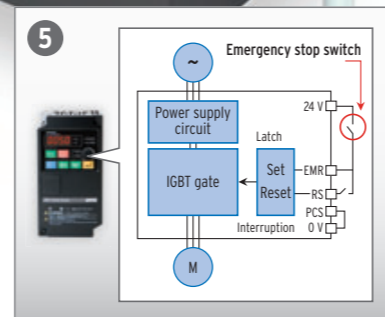 5
Emergency stop switch
~
24 V
Power supply
circuit
Latch
IGBT gate
Set
Reset
EMR
RS
PCS
Interruption
0 V
M